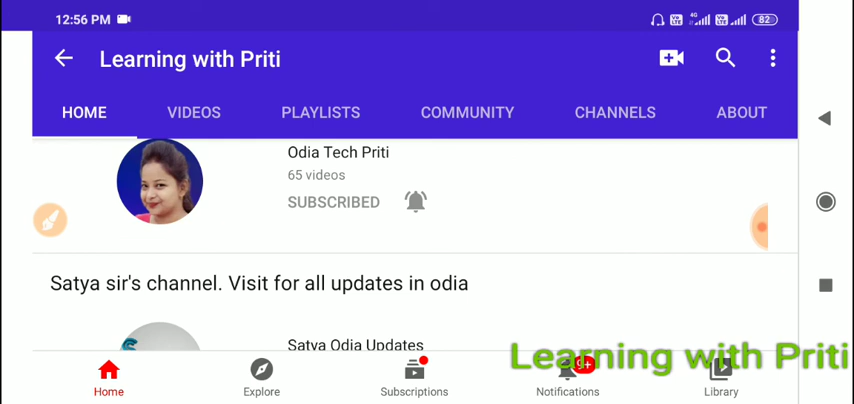 12:56 PM
4G
82
Learning with Priti
HOME VIDEOS PLAYLISTS COMMUNITY CHANNELS ABOUT
Odia Tech Priti
65 videos
SUBSCRIBED
Satya sir's channel. Visit for all updates in odia
Satya Odia Updates
Learning with Priti
9+
Home Explore Subscriptions Notifications Library